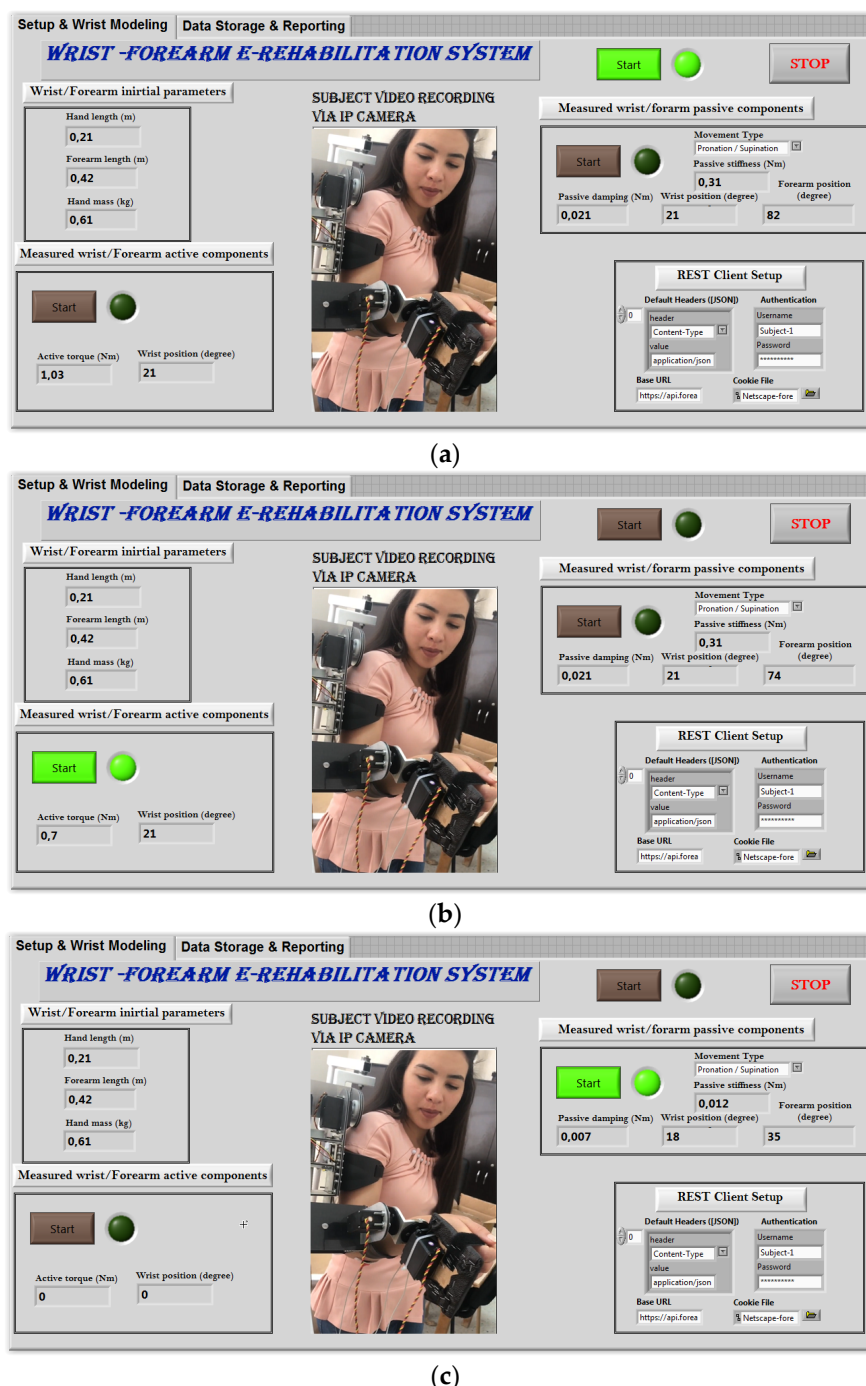 Setup & Wrist Modeling Data Storage & Reporting
WRIST -FOREARM E-REHABILITATION SYSTEM
Start
STOP
Wrist/Forearm inirtial parameters
Hand length (m)
0,21
Forearm length (m)
0,42
Hand mass (kg)
0,61
Measured wrist/Forearm active components
Start
Active torque (Nm) Wrist position (degree)
1,03 21
SUBJECT VIDEO RECORDING
VIA IP CAMERA
Measured wrist/forarm passive components
Start
Movement Type
Pronation / Supination
Passive stiffness (Nm)
0,31
Passive damping (Nm) Wrist position (degree) Forearm position
(degree)
0,021 21 82
REST Client Setup
Default Headers ([JSON]) Authentication
0 header Username
Content-Type Subject-1
value Password
application/json **********
Base URL Cookie File
https://api.forea Netscape-fore
(a)
Setup & Wrist Modeling Data Storage & Reporting
WRIST -FOREARM E-REHABILITATION SYSTEM
Start
STOP
Wrist/Forearm inirtial parameters
Hand length (m)
0,21
Forearm length (m)
0,42
Hand mass (kg)
0,61
Measured wrist/Forearm active components
Start
Active torque (Nm) Wrist position (degree)
0,7 21
SUBJECT VIDEO RECORDING
VIA IP CAMERA
Measured wrist/forarm passive components
Start
Movement Type
Pronation / Supination
Passive stiffness (Nm)
0,31
Passive damping (Nm) Wrist position (degree) Forearm position
(degree)
0,021 21 74
REST Client Setup
Default Headers ([JSON]) Authentication
0 header Username
Content-Type Subject-1
value Password
application/json **********
Base URL Cookie File
https://api.forea Netscape-fore
(b)
Setup & Wrist Modeling Data Storage & Reporting
WRIST -FOREARM E-REHABILITATION SYSTEM
Start
STOP
Wrist/Forearm inirtial parameters
Hand length (m)
0,21
Forearm length (m)
0,42
Hand mass (kg)
0,61
Measured wrist/Forearm active components
Start
Active torque (Nm) Wrist position (degree)
0 0
SUBJECT VIDEO RECORDING
VIA IP CAMERA
Measured wrist/forarm passive components
Start
Movement Type
Pronation / Supination
Passive stiffness (Nm)
0,012
Passive damping (Nm) Wrist position (degree) Forearm position
(degree)
0,007 18 35
REST Client Setup
Default Headers ([JSON]) Authentication
0 header Username
Content-Type Subject-1
value Password
application/json **********
Base URL Cookie File
https://api.forea Netscape-fore
(c)